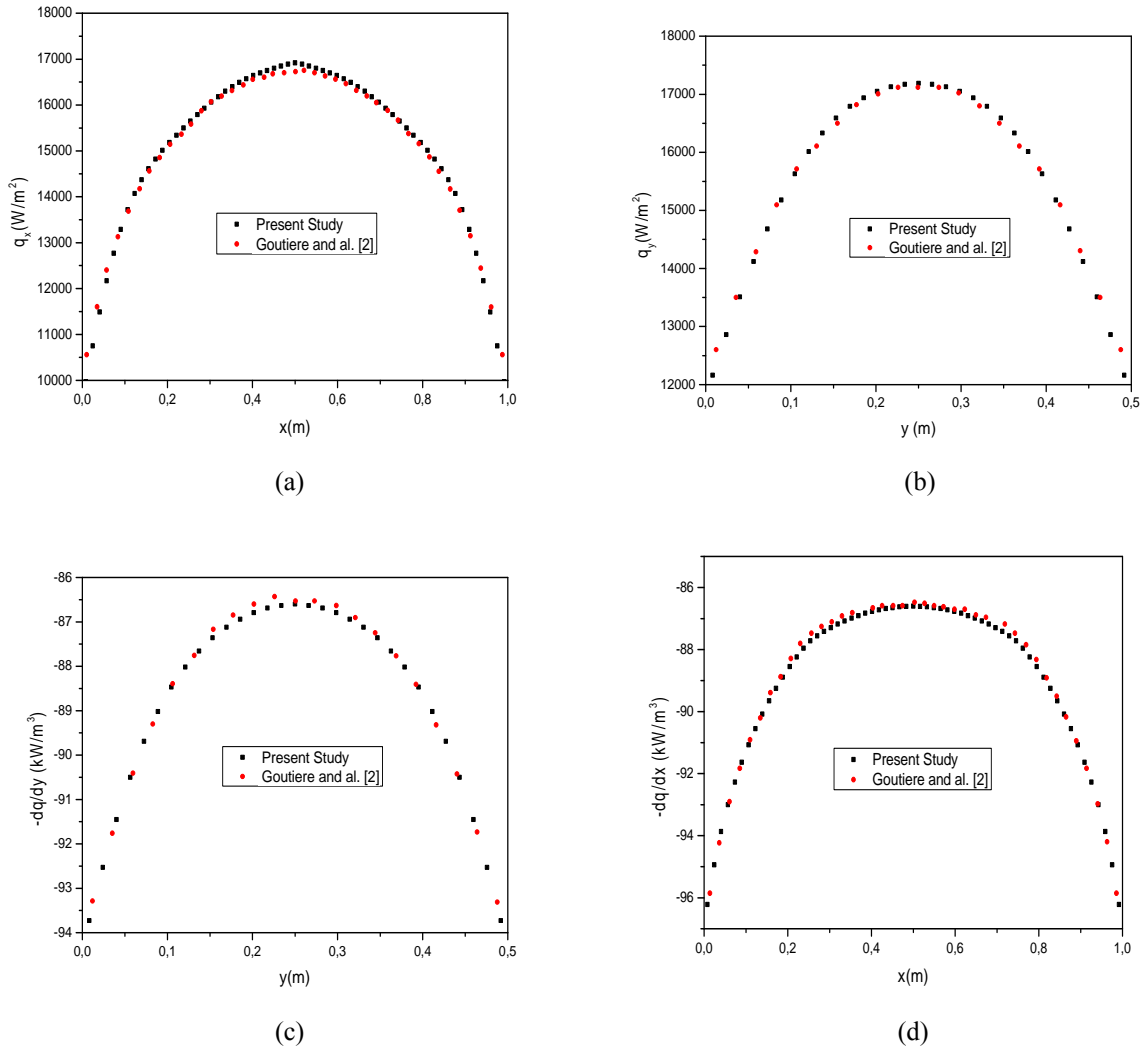 18000
17000
16000
15000
14000
13000
12000
11000
10000
qx(W/m²)
Present Study
Goutiere and al. [2]
0,0 0,2 0,4 0,6 0,8 1,0
x(m)
(a)
18000
17000
16000
15000
14000
13000
12000
qy(W/m²)
Present Study
Goutiere and al. [2]
0,0 0,1 0,2 0,3 0,4 0,5
y (m)
(b)
-86
-87
-88
-89
-90
-91
-92
-93
-94
-dq/dy (kW/m³)
Present Study
Goutiere and al. [2]
0,0 0,1 0,2 0,3 0,4 0,5
y(m)
(c)
-86
-88
-90
-92
-94
-96
-dq/dx (kW/m³)
Present Study
Goutiere and al. [2]
0,0 0,2 0,4 0,6 0,8 1,0
x(m)
(d)